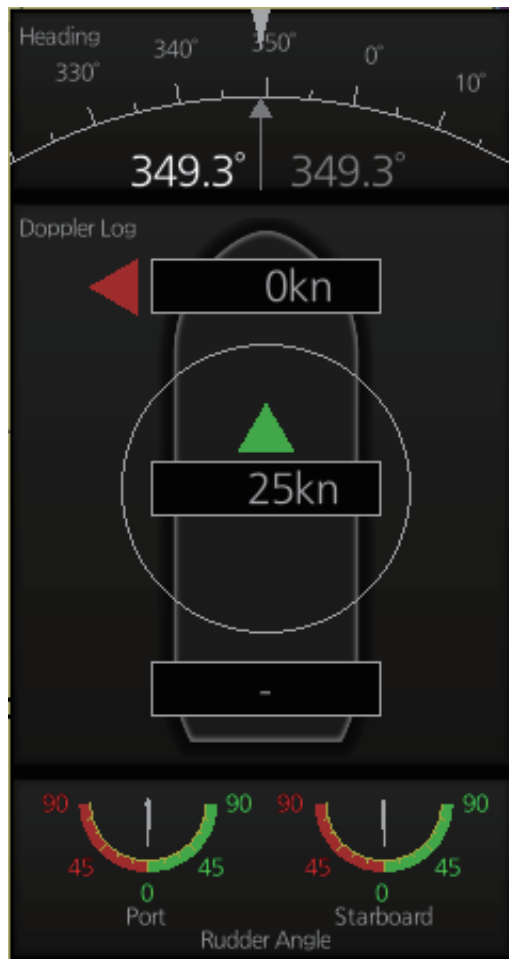 Heading
330° 340° 350° 0° 10°
349.3° 349.3°
Doppler Log
0kn
25kn
-
90 90 90 90
45 45 45 45
0 0
Port Starboard
Rudder Angle